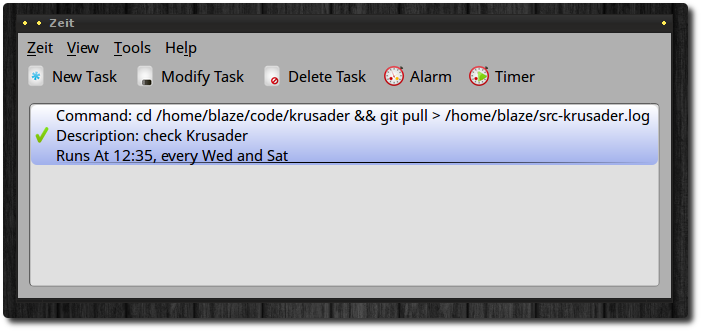 Zeit
Zeit View Tools Help
New Task Modify Task Delete Task Alarm Timer
Command: cd /home/blaze/code/krusader && git pull > /home/blaze/src-krusader.log
Description: check Krusader
Runs At 12:35, every Wed and Sat